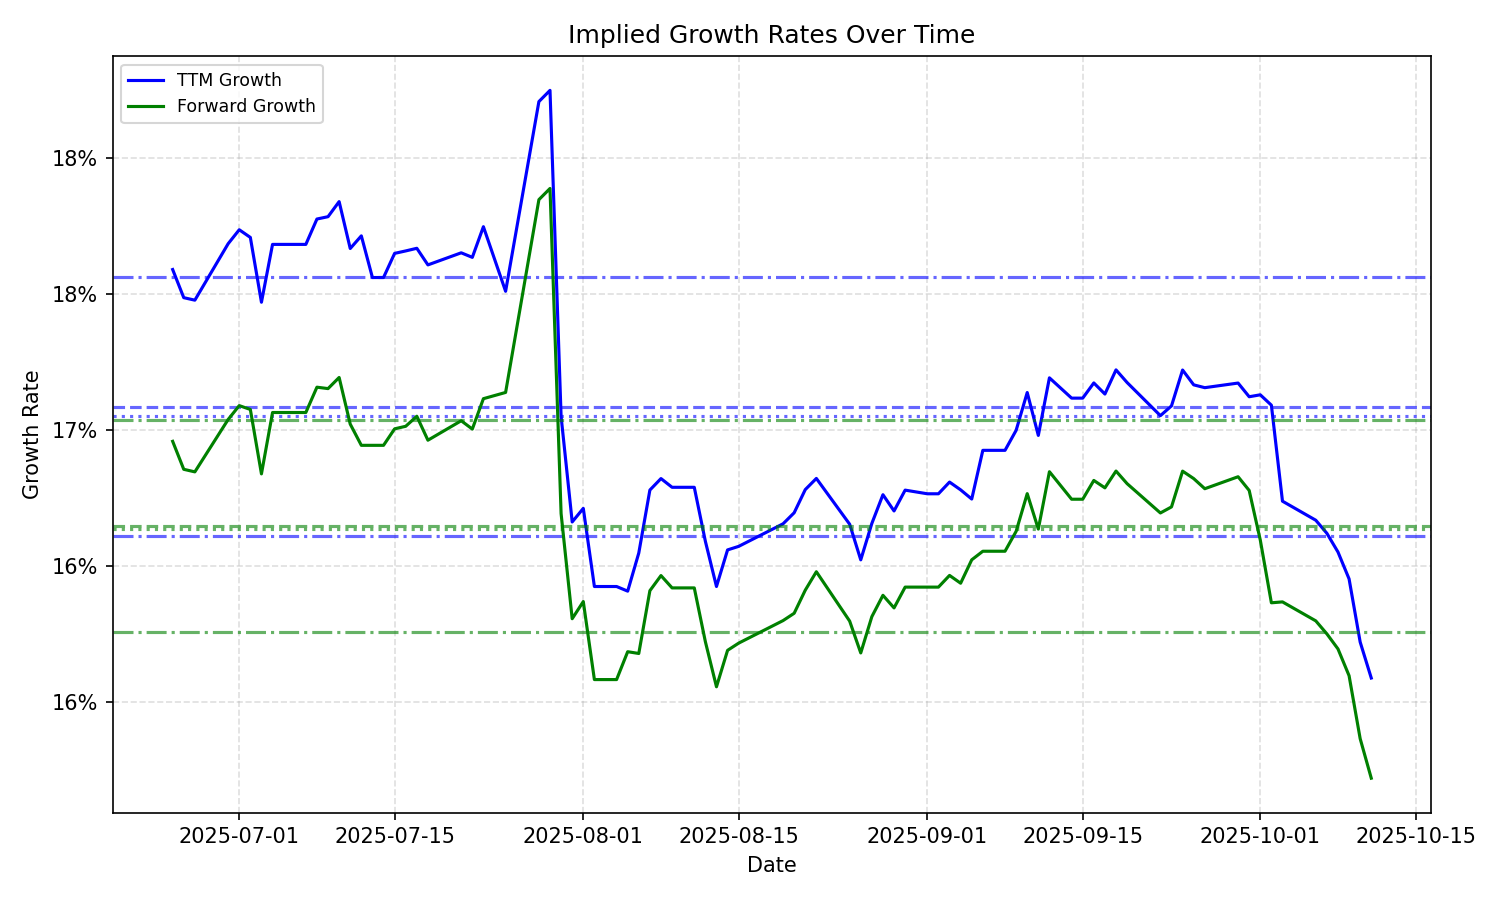 Implied Growth Rates Over Time
TTM Growth
Forward Growth
18%
18%
17%
16%
16%
Growth Rate
2025-07-01
2025-07-15
2025-08-01
2025-08-15
2025-09-01
2025-09-15
2025-10-01
2025-10-15
Date